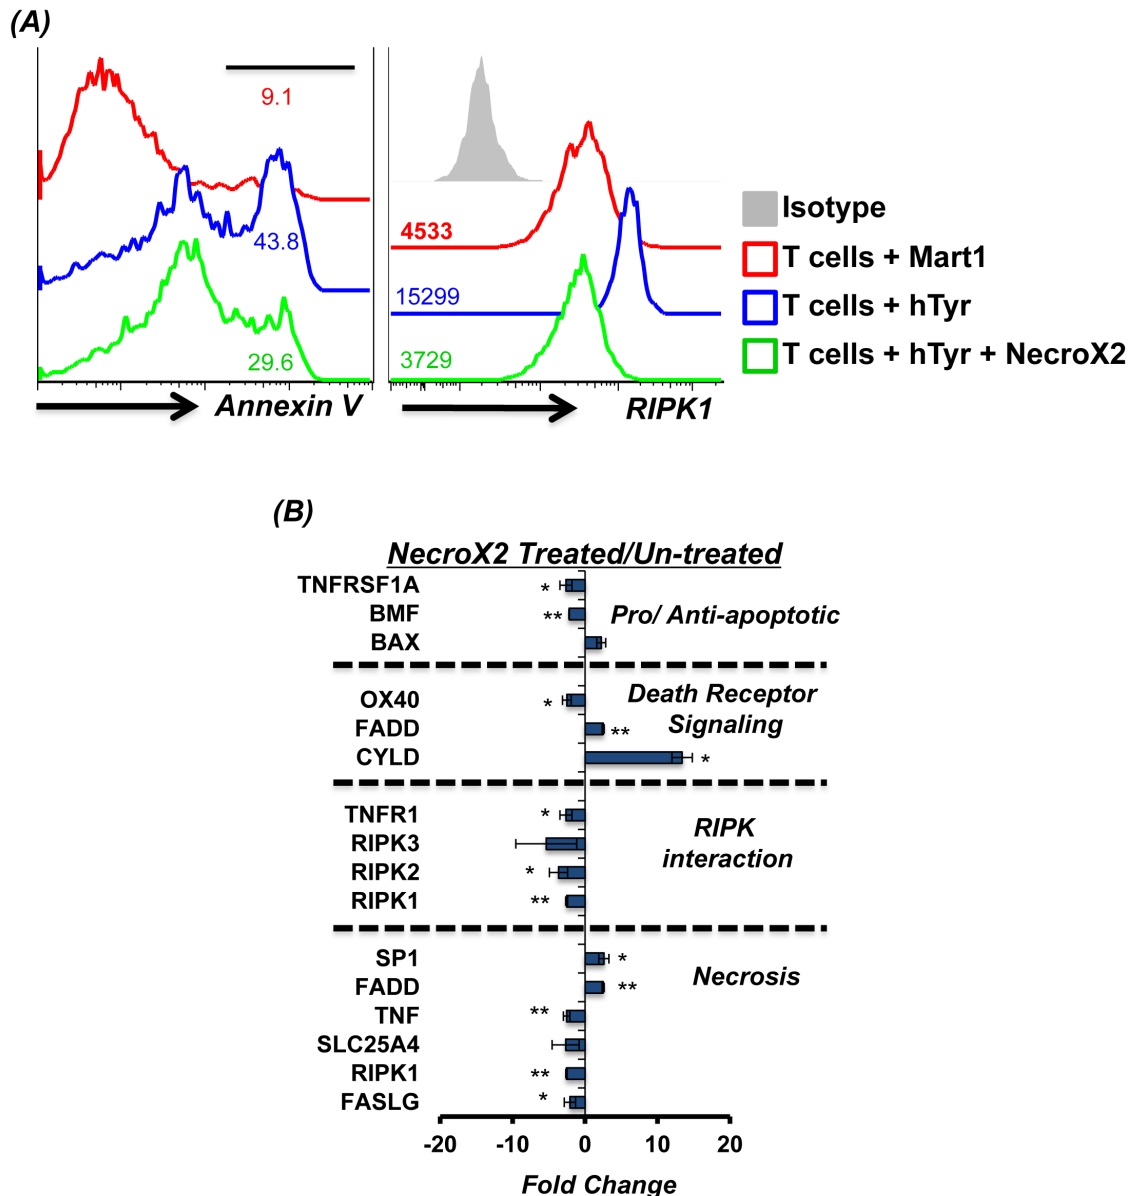 (A)
9.1
43.8
29.6
Annexin V
4533
15299
3729
RIPK1
Isotype
T cells + Mart1
T cells + hTyr
T cells + hTyr + NecroX2
(B)
NecroX2 Treated/Un-treated
TNFRSF1A *
BMF ** Pro/ Anti-apoptotic
BAX
OX40 * Death Receptor
Signaling
FADD **
CYLD *
TNFR1 *
RIPK
interaction
RIPK3
RIPK2 *
RIPK1 **
SP1 *
Necrosis
FADD **
TNF **
SLC25A4
RIPK1 **
FASLG *
-20 -10 0 10 20
Fold Change